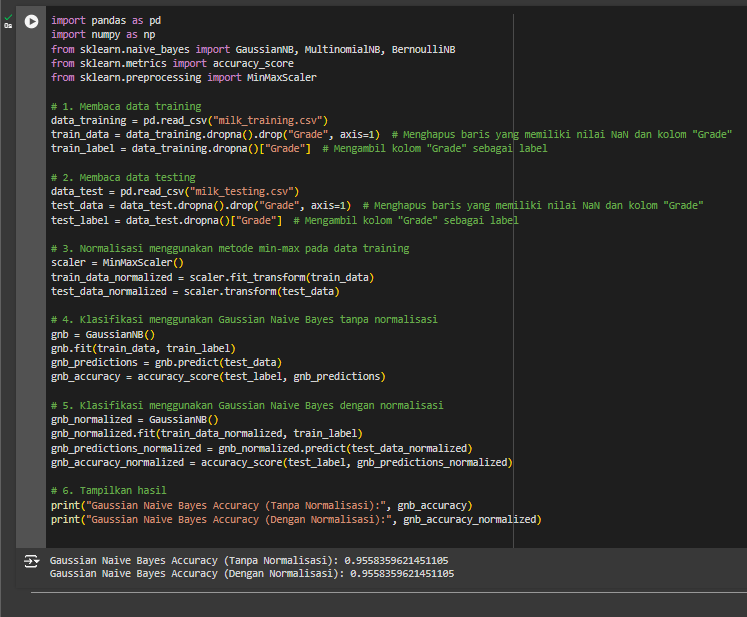 0s
import pandas as pd
import numpy as np
from sklearn.naive_bayes import GaussianNB, MultinomialNB, BernoulliNB
from sklearn.metrics import accuracy_score
from sklearn.preprocessing import MinMaxScaler
# 1. Membaca data training
data_training = pd.read_csv("milk_training.csv")
train_data = data_training.dropna().drop("Grade", axis=1)  # Menghapus baris yang memiliki nilai NaN dan kolom "Grade"
train_label = data_training.dropna()["Grade"]  # Mengambil kolom "Grade" sebagai label
# 2. Membaca data testing
data_test = pd.read_csv("milk_testing.csv")
test_data = data_test.dropna().drop("Grade", axis=1)  # Menghapus baris yang memiliki nilai NaN dan kolom "Grade"
test_label = data_test.dropna()["Grade"]  # Mengambil kolom "Grade" sebagai label
# 3. Normalisasi menggunakan metode min-max pada data training
scaler = MinMaxScaler()
train_data_normalized = scaler.fit_transform(train_data)
test_data_normalized = scaler.transform(test_data)
# 4. Klasifikasi menggunakan Gaussian Naive Bayes tanpa normalisasi
gnb = GaussianNB()
gnb.fit(train_data, train_label)
gnb_predictions = gnb.predict(test_data)
gnb_accuracy = accuracy_score(test_label, gnb_predictions)
# 5. Klasifikasi menggunakan Gaussian Naive Bayes dengan normalisasi
gnb_normalized = GaussianNB()
gnb_normalized.fit(train_data_normalized, train_label)
gnb_predictions_normalized = gnb_normalized.predict(test_data_normalized)
gnb_accuracy_normalized = accuracy_score(test_label, gnb_predictions_normalized)
# 6. Tampilkan hasil
print("Gaussian Naive Bayes Accuracy (Tanpa Normalisasi):", gnb_accuracy)
print("Gaussian Naive Bayes Accuracy (Dengan Normalisasi):", gnb_accuracy_normalized)
Gaussian Naive Bayes Accuracy (Tanpa Normalisasi): 0.9558359621451105
Gaussian Naive Bayes Accuracy (Dengan Normalisasi): 0.9558359621451105